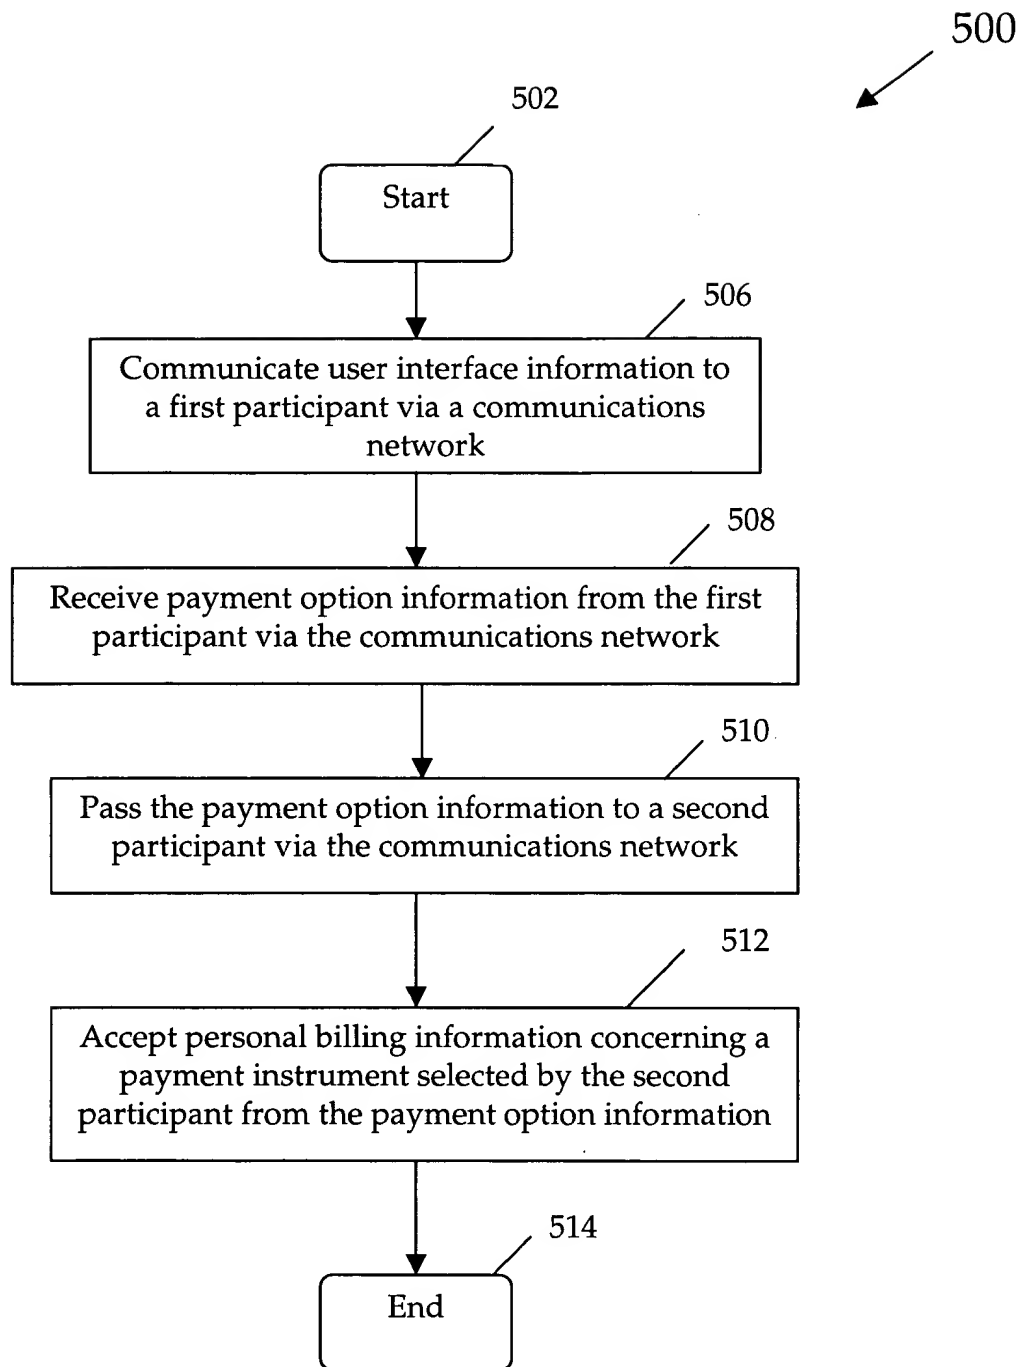 500
502
Start
506
Communicate user interface information to
a first participant via a communications
network
508
Receive payment option information from the first
participant via the communications network
510
Pass the payment option information to a second
participant via the communications network
512
Accept personal billing information concerning a
payment instrument selected by the second
participant from the payment option information
514
End